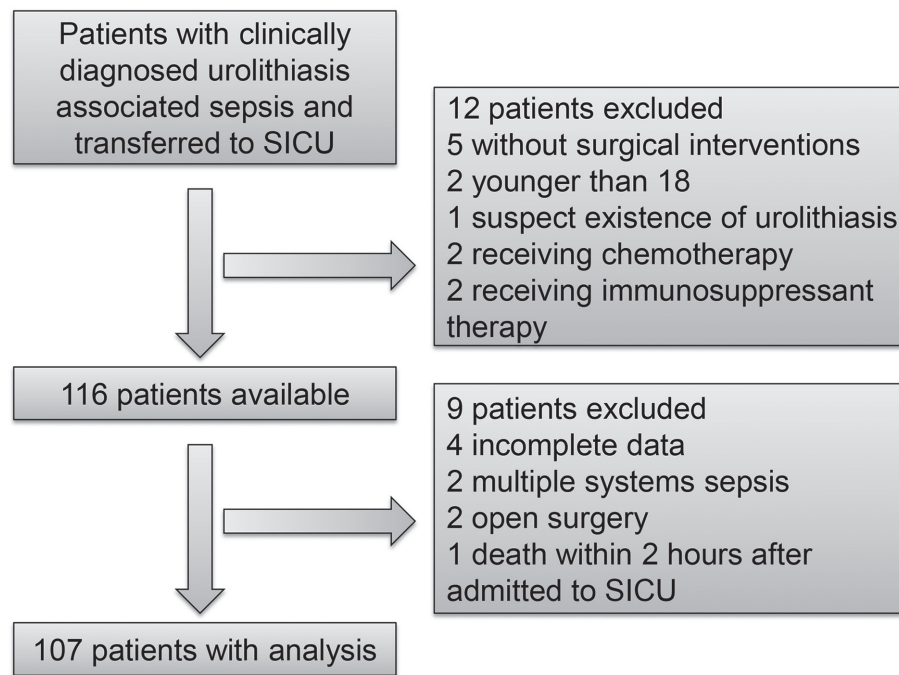 Patients with clinically
diagnosed urolithiasis
associated sepsis and
transferred to SICU
12 patients excluded
5 without surgical interventions
2 younger than 18
1 suspect existence of urolithiasis
2 receiving chemotherapy
2 receiving immunosuppressant
therapy
116 patients available
9 patients excluded
4 incomplete data
2 multiple systems sepsis
2 open surgery
1 death within 2 hours after
admitted to SICU
107 patients with analysis